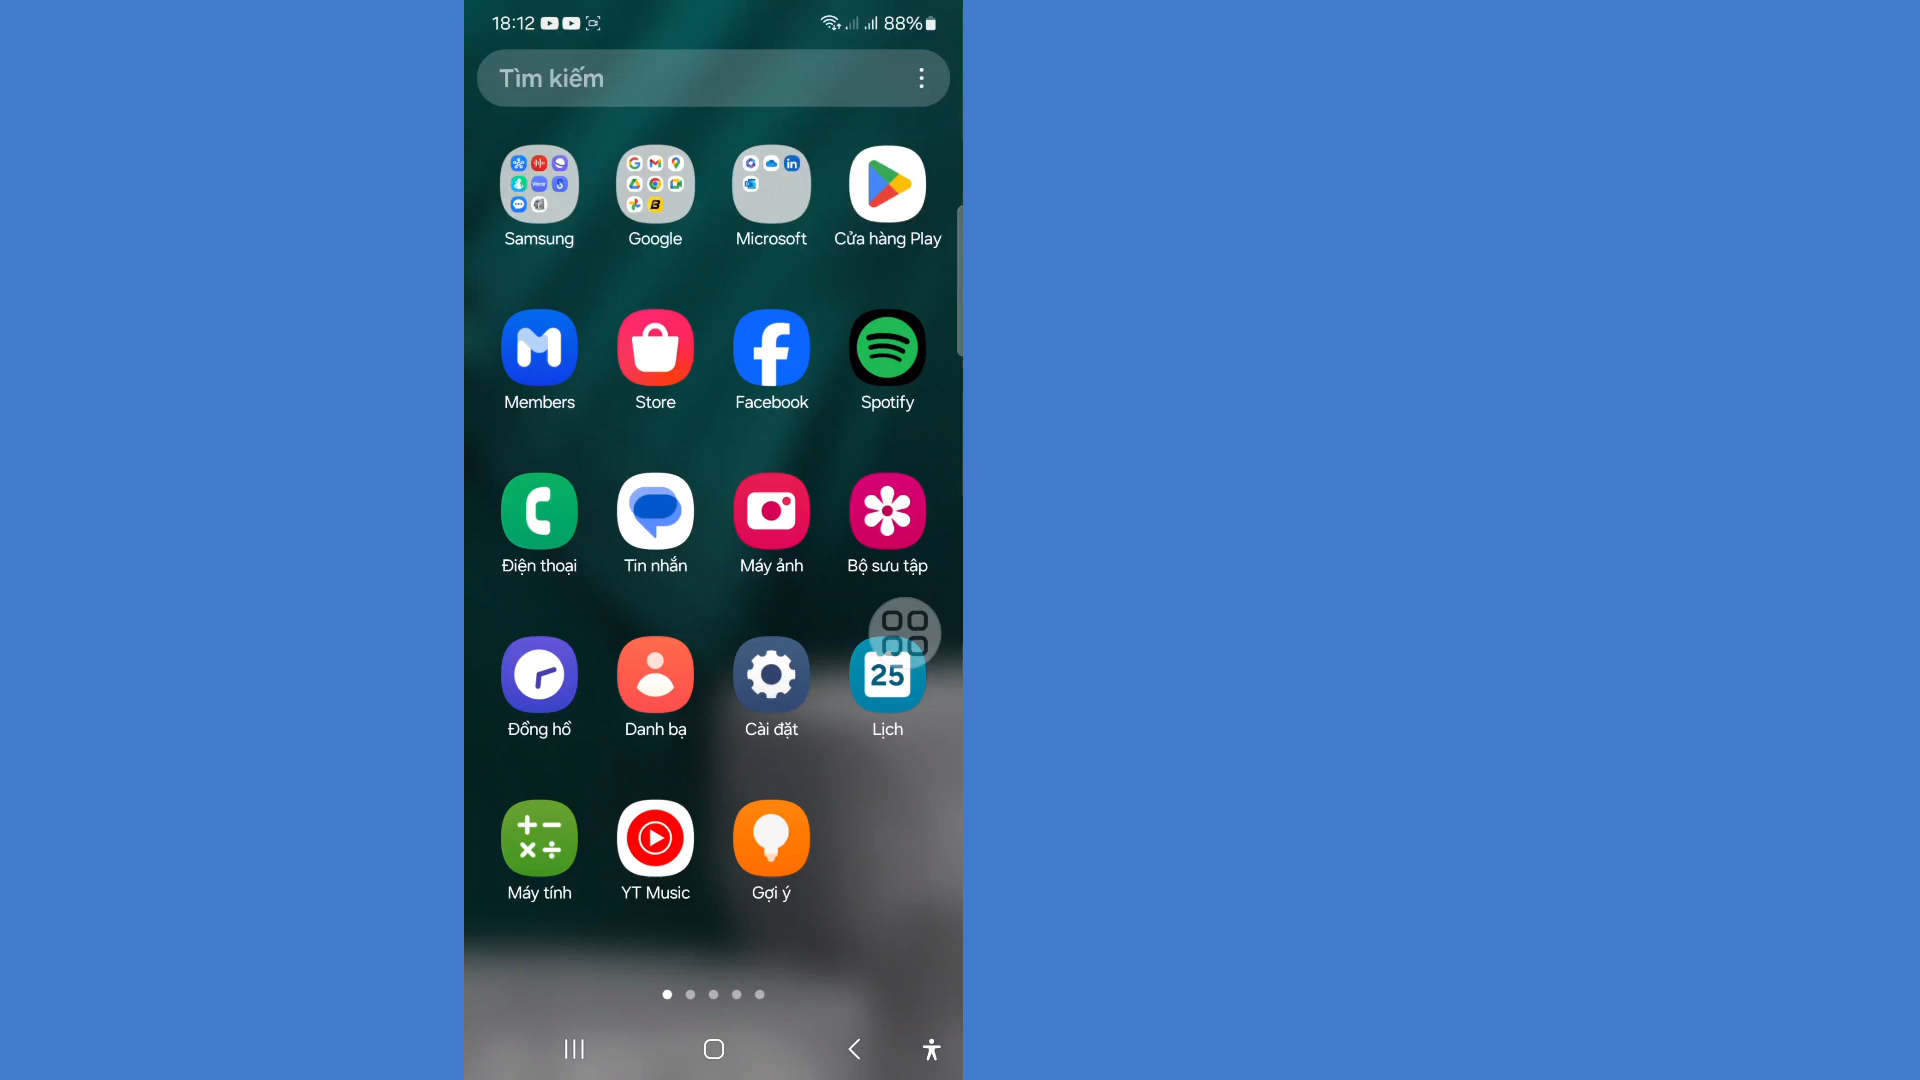 18:12 88%
Tìm kiếm
Samsung Google Microsoft Cửa hàng Play
Members Store Facebook Spotify
Điện thoại Tin nhắn Máy ảnh Bộ sưu tập
25
Đồng hồ Danh bạ Cài đặt Lịch
Máy tính YT Music Gợi ý